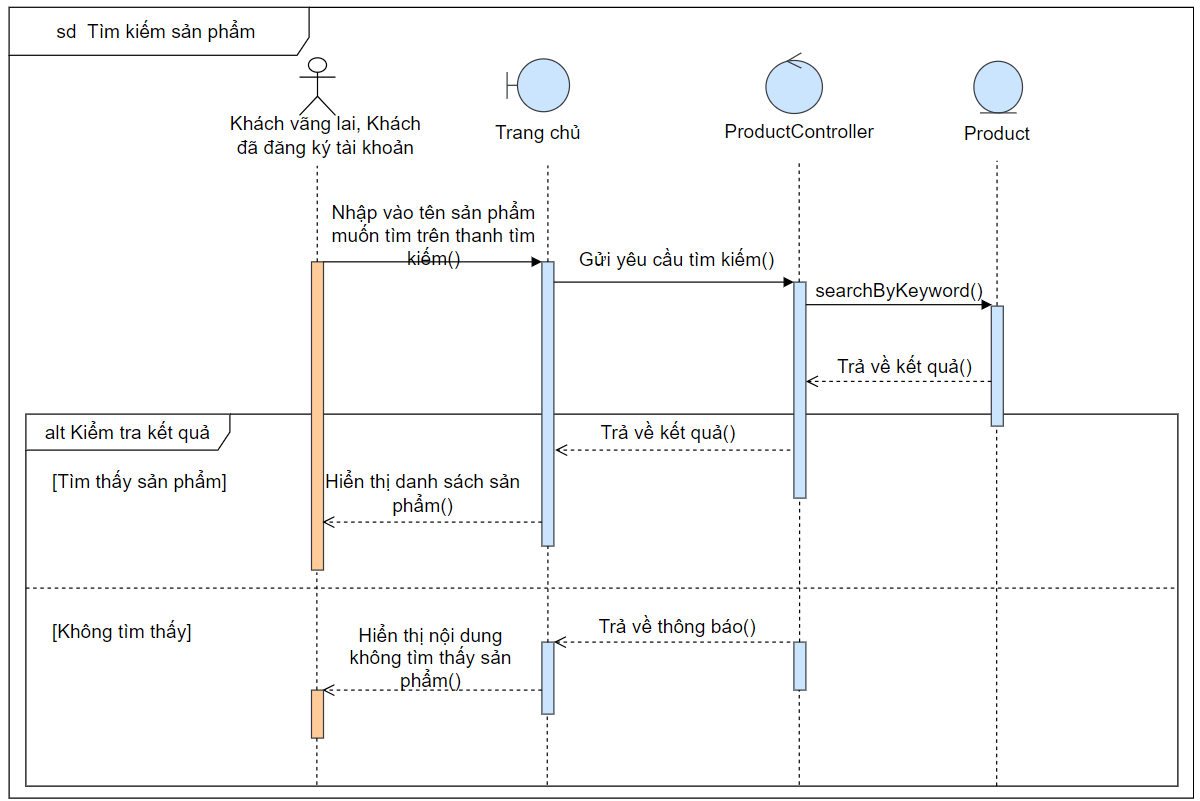 sd Tìm kiếm sản phẩm
Khách vãng lai, Khách
đã đăng ký tài khoản
Trang chủ
ProductController
Product
Nhập vào tên sản phẩm
muốn tìm trên thanh tìm
kiếm()
Gửi yêu cầu tìm kiếm()
searchByKeyword()
Trả về kết quả()
alt Kiểm tra kết quả
Trả về kết quả()
[Tìm thấy sản phẩm]
Hiển thị danh sách sản
phẩm()
[Không tìm thấy]
Trả về thông báo()
Hiển thị nội dung
không tìm thấy sản
phẩm()